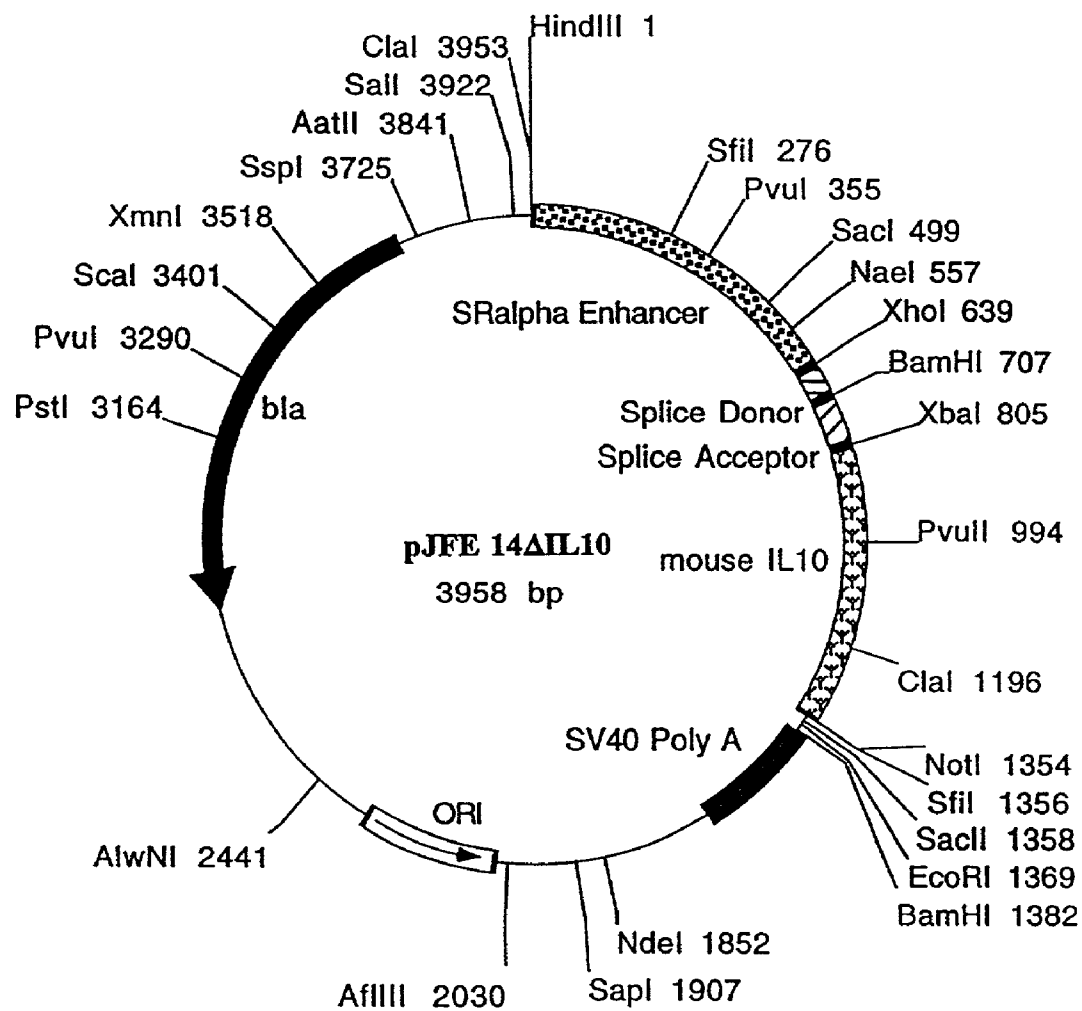 HindIII 1
ClaI 3953
SalI 3922
AatII 3841
SspI 3725
XmnI 3518
ScaI 3401
PvuI 3290
PstI 3164
SfiI 276
PvuI 355
SacI 499
NaeI 557
XhoI 639
BamHI 707
XbaI 805
SRalpha Enhancer
bla
Splice Donor
Splice Acceptor
pJFE 14ΔIL10
3958 bp
mouse IL10
PvuII 994
ClaI 1196
SV40 Poly A
NotI 1354
SfiI 1356
SacII 1358
EcoRI 1369
BamHI 1382
ORI
AlwNI 2441
NdeI 1852
SapI 1907
AflIII 2030